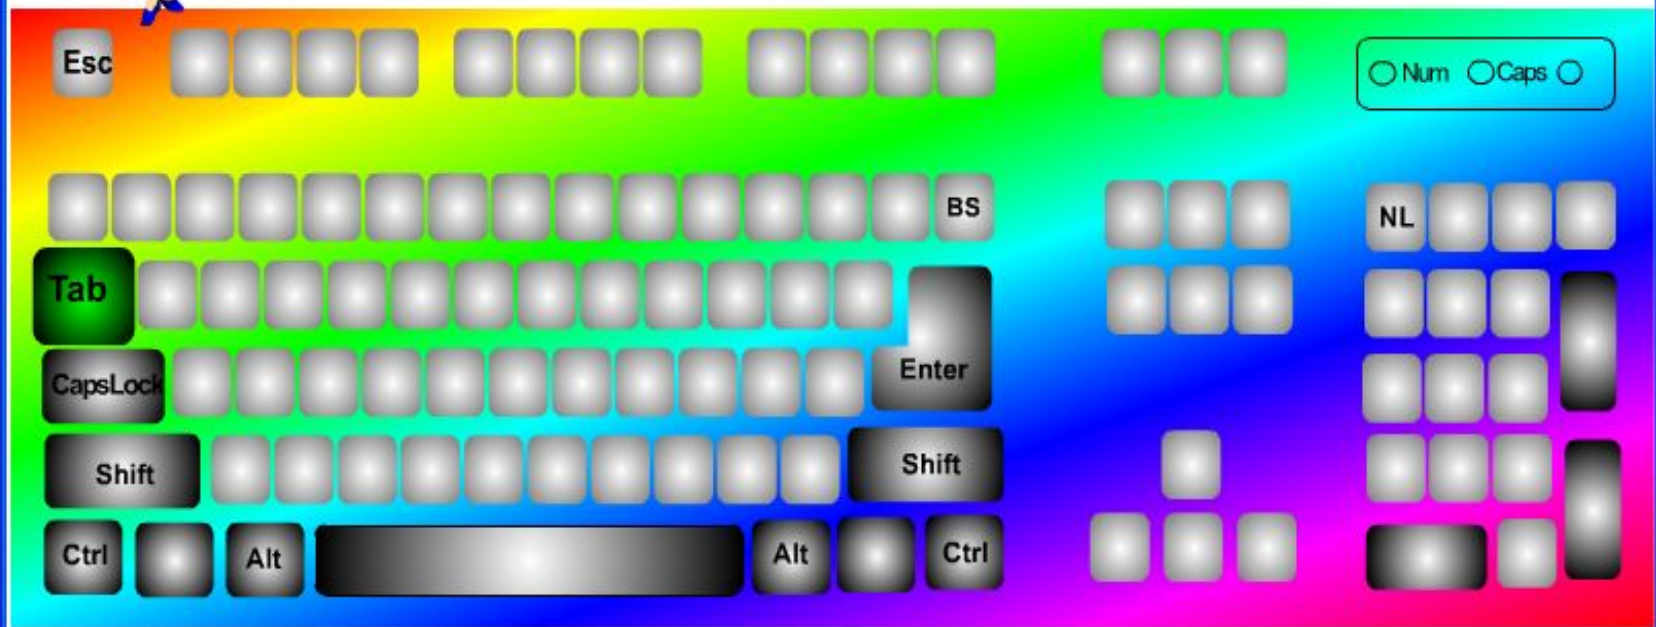 Esc
Num Caps
BS
NL
Tab
CapsLock
Enter
Shift
Shift
Ctrl
Alt
Alt
Ctrl